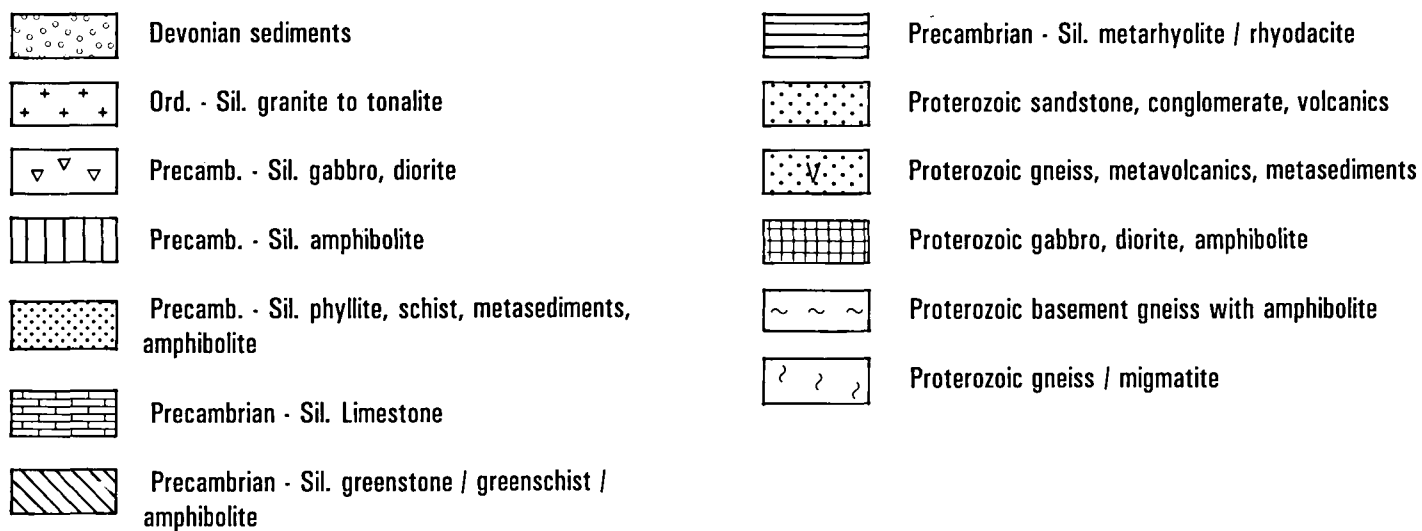 Devonian sediments
Ord. - Sil. granite to tonalite
Precamb. - Sil. gabbro, diorite
Precamb. - Sil. amphibolite
Precamb. - Sil. phyllite, schist, metasediments,
amphibolite
Precambrian - Sil. Limestone
Precambrian - Sil. greenstone / greenschist /
amphibolite
Precambrian - Sil. metarhyolite / rhyodacite
Proterozoic sandstone, conglomerate, volcanics
Proterozoic gneiss, metavolcanics, metasediments
Proterozoic gabbro, diorite, amphibolite
Proterozoic basement gneiss with amphibolite
Proterozoic gneiss / migmatite